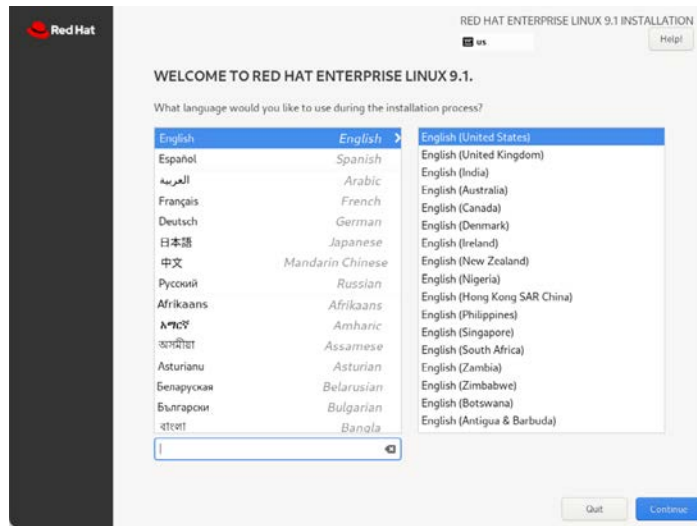 Red Hat
RED HAT ENTERPRISE LINUX 9.1 INSTALLATION
us
Help!
WELCOME TO RED HAT ENTERPRISE LINUX 9.1.
What language would you like to use during the installation process?
English English
Español Spanish
العربية Arabic
Français French
Deutsch German
日本語 Japanese
中文 Mandarin Chinese
Русский Russian
Afrikaans Afrikaans
አማርኛ Amharic
অসমীয়া Assamese
Asturianu Asturian
Беларуская Belarusian
Български Bulgarian
বাংলা Bangla
English (United States)
English (United Kingdom)
English (India)
English (Australia)
English (Canada)
English (Denmark)
English (Ireland)
English (New Zealand)
English (Nigeria)
English (Hong Kong SAR China)
English (Philippines)
English (Singapore)
English (South Africa)
English (Zambia)
English (Zimbabwe)
English (Botswana)
English (Antigua & Barbuda)
Quit
Continue